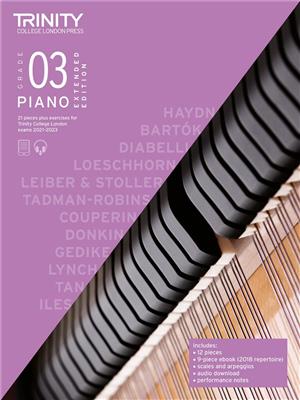 TRINITY
COLLEGE LONDON PRESS
GRADE
03
PIANO
EXTENDED
EDITION
21 pieces plus exercises for
Trinity College London
exams 2021-2023
HAYDN
BARTÓK
DIABELLI
LOESCHHORN
LEIBER & STOLLER
TADMAN-ROBINS
COUPERIN
DONKIN
GEDIKE
LYNCH
TAN
ILES
Includes:
• 12 pieces
• 9-piece ebook (2018 repertoire)
• scales and arpeggios
• audio download
• performance notes